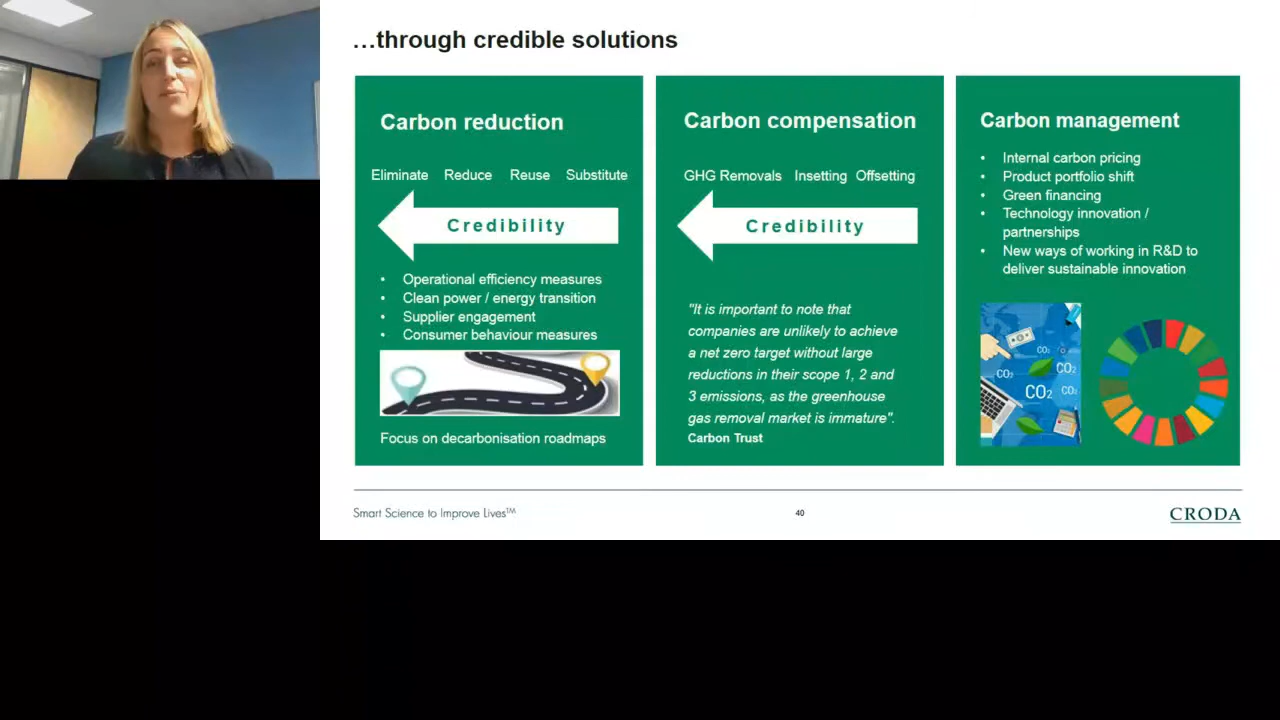 …through credible solutions
Carbon reduction
Eliminate Reduce Reuse Substitute
Credibility
• Operational efficiency measures
• Clean power / energy transition
• Supplier engagement
• Consumer behaviour measures
Focus on decarbonisation roadmaps
Carbon compensation
GHG Removals Insetting Offsetting
Credibility
"It is important to note that
companies are unlikely to achieve
a net zero target without large
reductions in their scope 1, 2 and
3 emissions, as the greenhouse
gas removal market is immature".
Carbon Trust
Carbon management
• Internal carbon pricing
• Product portfolio shift
• Green financing
• Technology innovation /
partnerships
• New ways of working in R&D to
deliver sustainable innovation
CO₂
CO₂
CO₂
CO₂
CO₂
Smart Science to Improve Lives™
40
CRODA